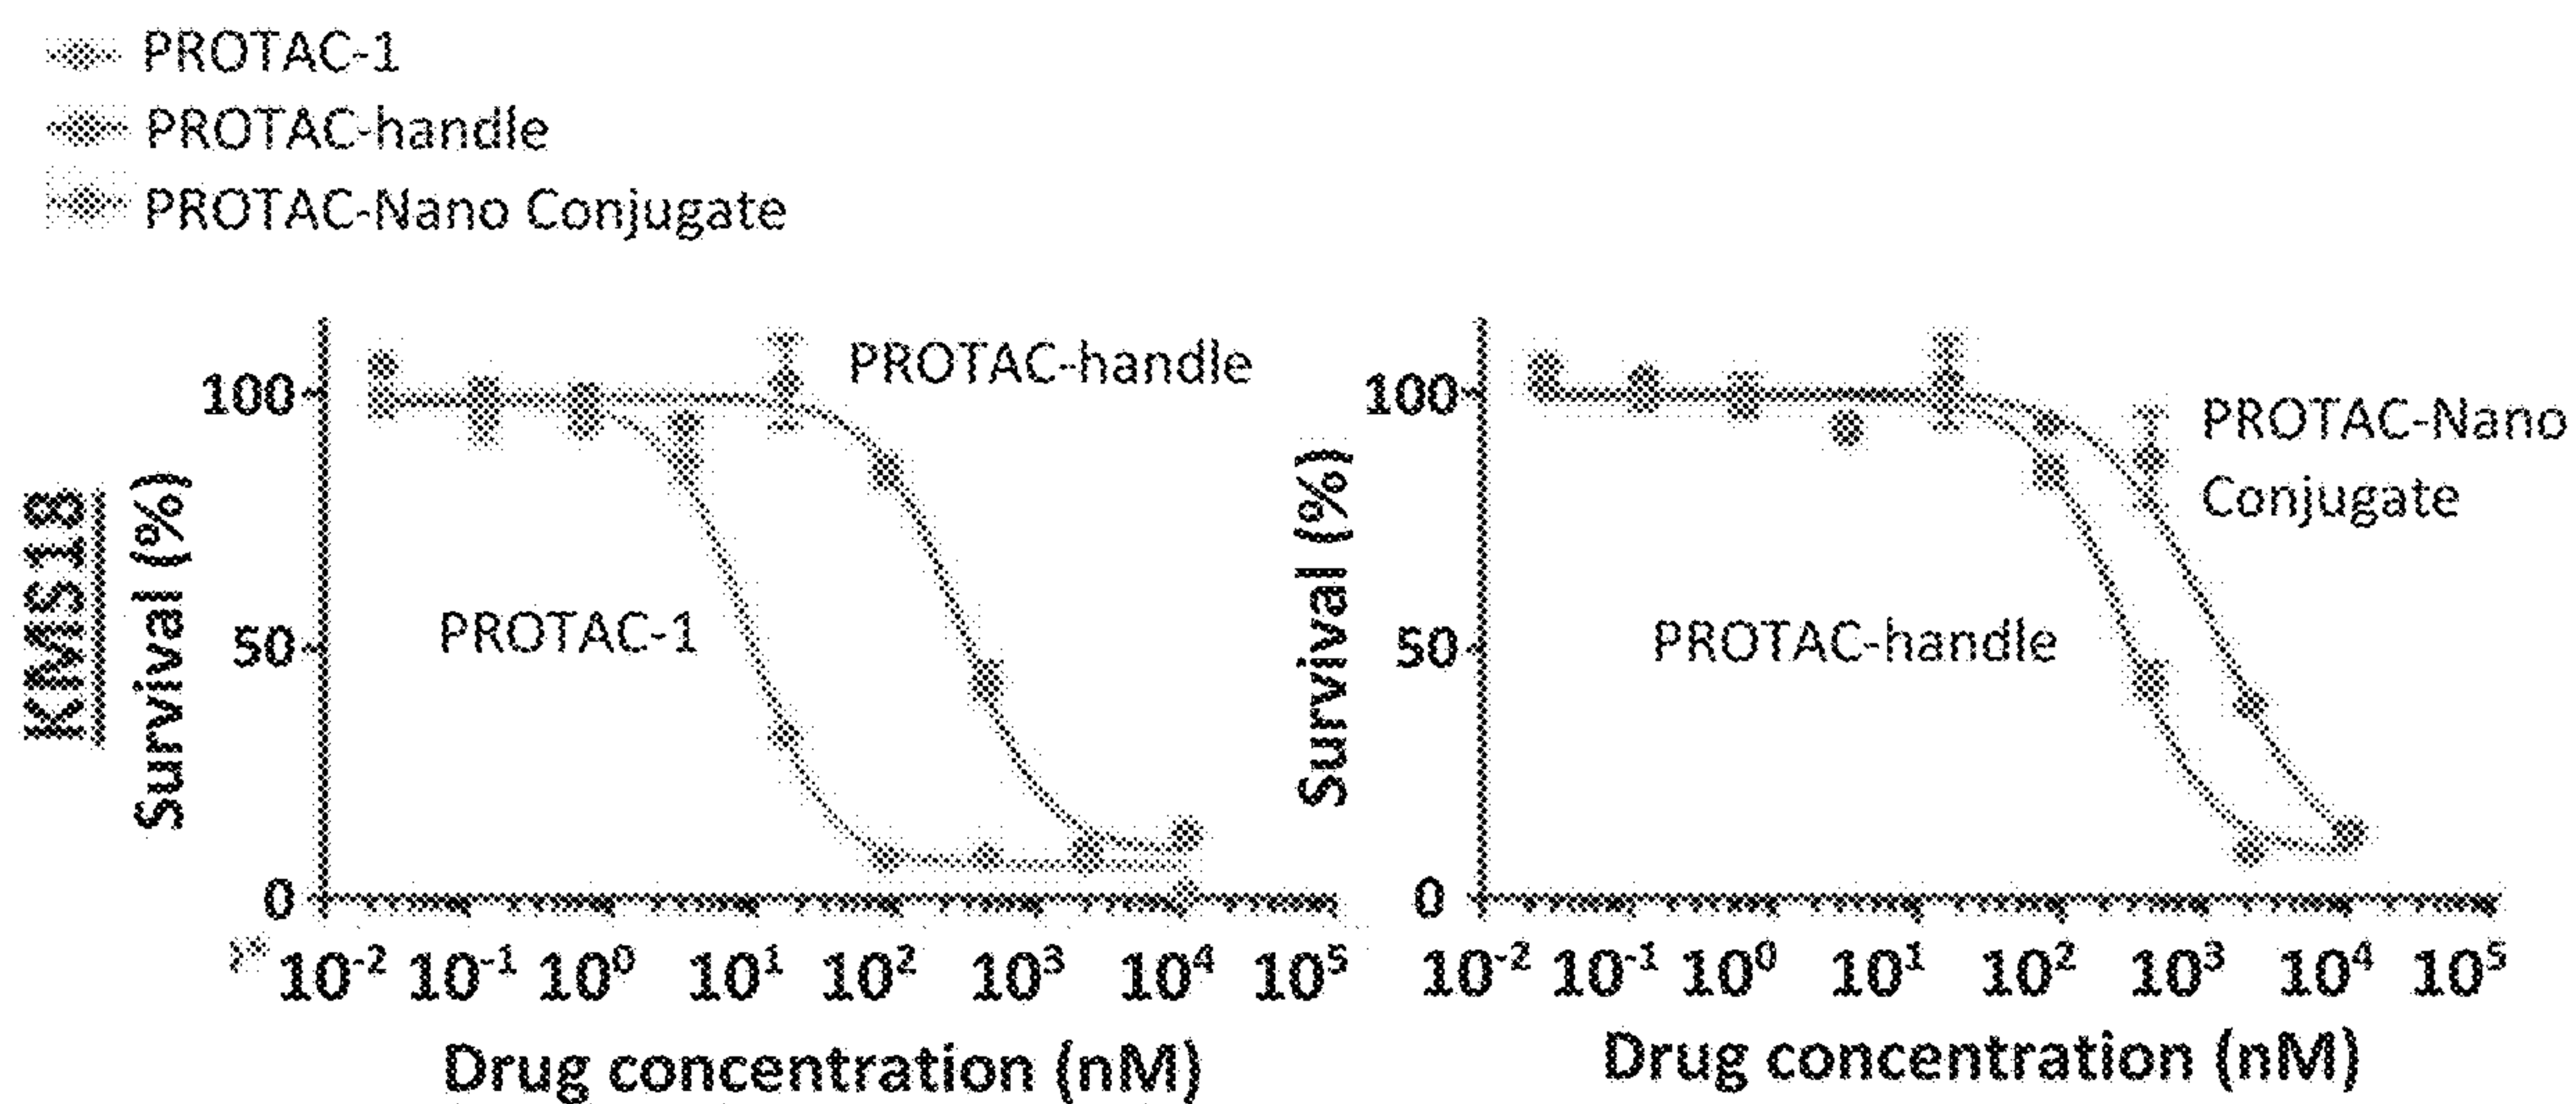 PROTAC-1
PROTAC-handle
PROTAC-Nano Conjugate
KMS18
Survival (%)
100
50
0
PROTAC-handle
PROTAC-1
10⁻² 10⁻¹ 10⁰ 10¹ 10² 10³ 10⁴ 10⁵
Drug concentration (nM)
Survival (%)
100
50
0
PROTAC-Nano
Conjugate
PROTAC-handle
10⁻² 10⁻¹ 10⁰ 10¹ 10² 10³ 10⁴ 10⁵
Drug concentration (nM)